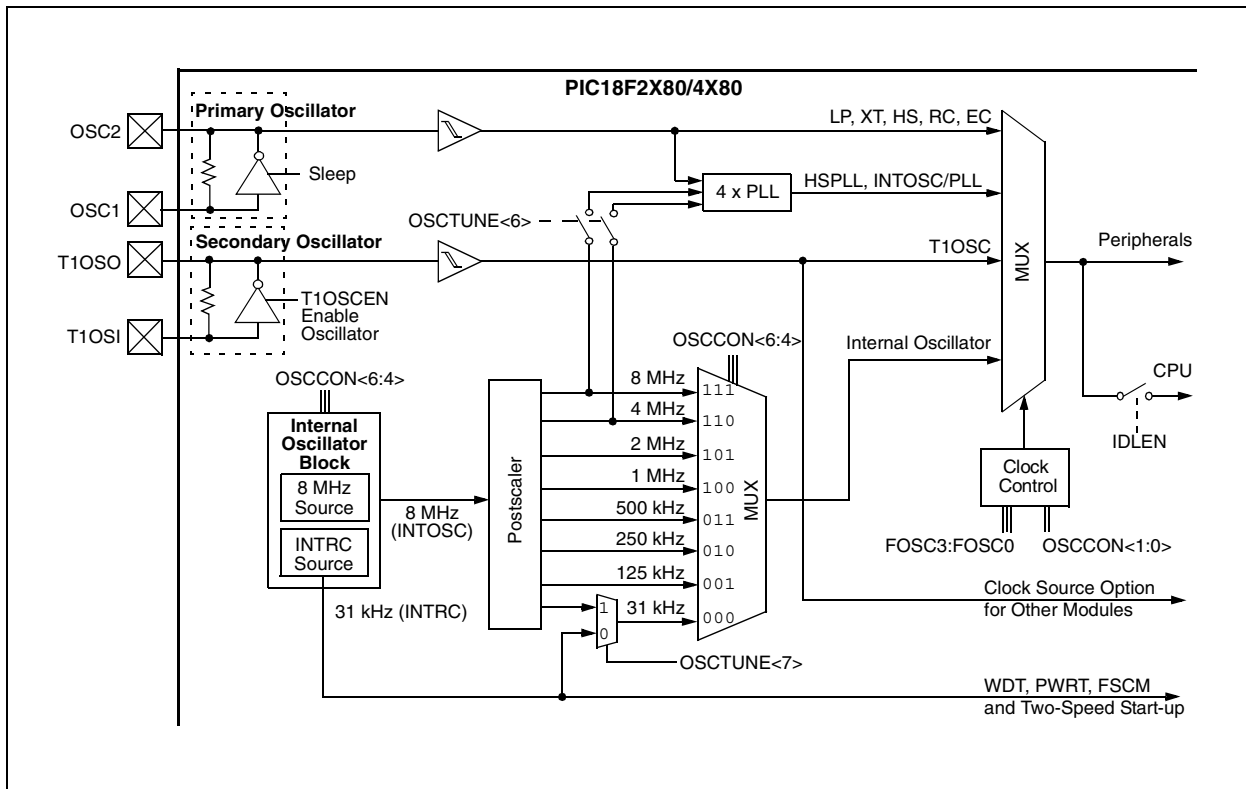 PIC18F2X80/4X80
Primary Oscillator
OSC2
LP, XT, HS, RC, EC
Sleep
4 x PLL
HSPLL, INTOSC/PLL
OSC1
OSCTUNE<6>
Secondary Oscillator
T1OSO
T1OSC
Peripherals
MUX
T1OSCEN
Enable
Oscillator
T1OSI
OSCCON<6:4>
Internal Oscillator
OSCCON<6:4>
CPU
IDLEN
Internal
Oscillator
Block
8 MHz
Source
INTRC
Source
8 MHz
(INTOSC)
31 kHz (INTRC)
Postscaler
8 MHz
111
4 MHz
110
2 MHz
101
1 MHz
100
500 kHz
011
250 kHz
010
125 kHz
001
1
31 kHz
000
0
MUX
OSCTUNE<7>
Clock
Control
FOSC3:FOSC0
OSCCON<1:0>
Clock Source Option
for Other Modules
WDT, PWRT, FSCM
and Two-Speed Start-up